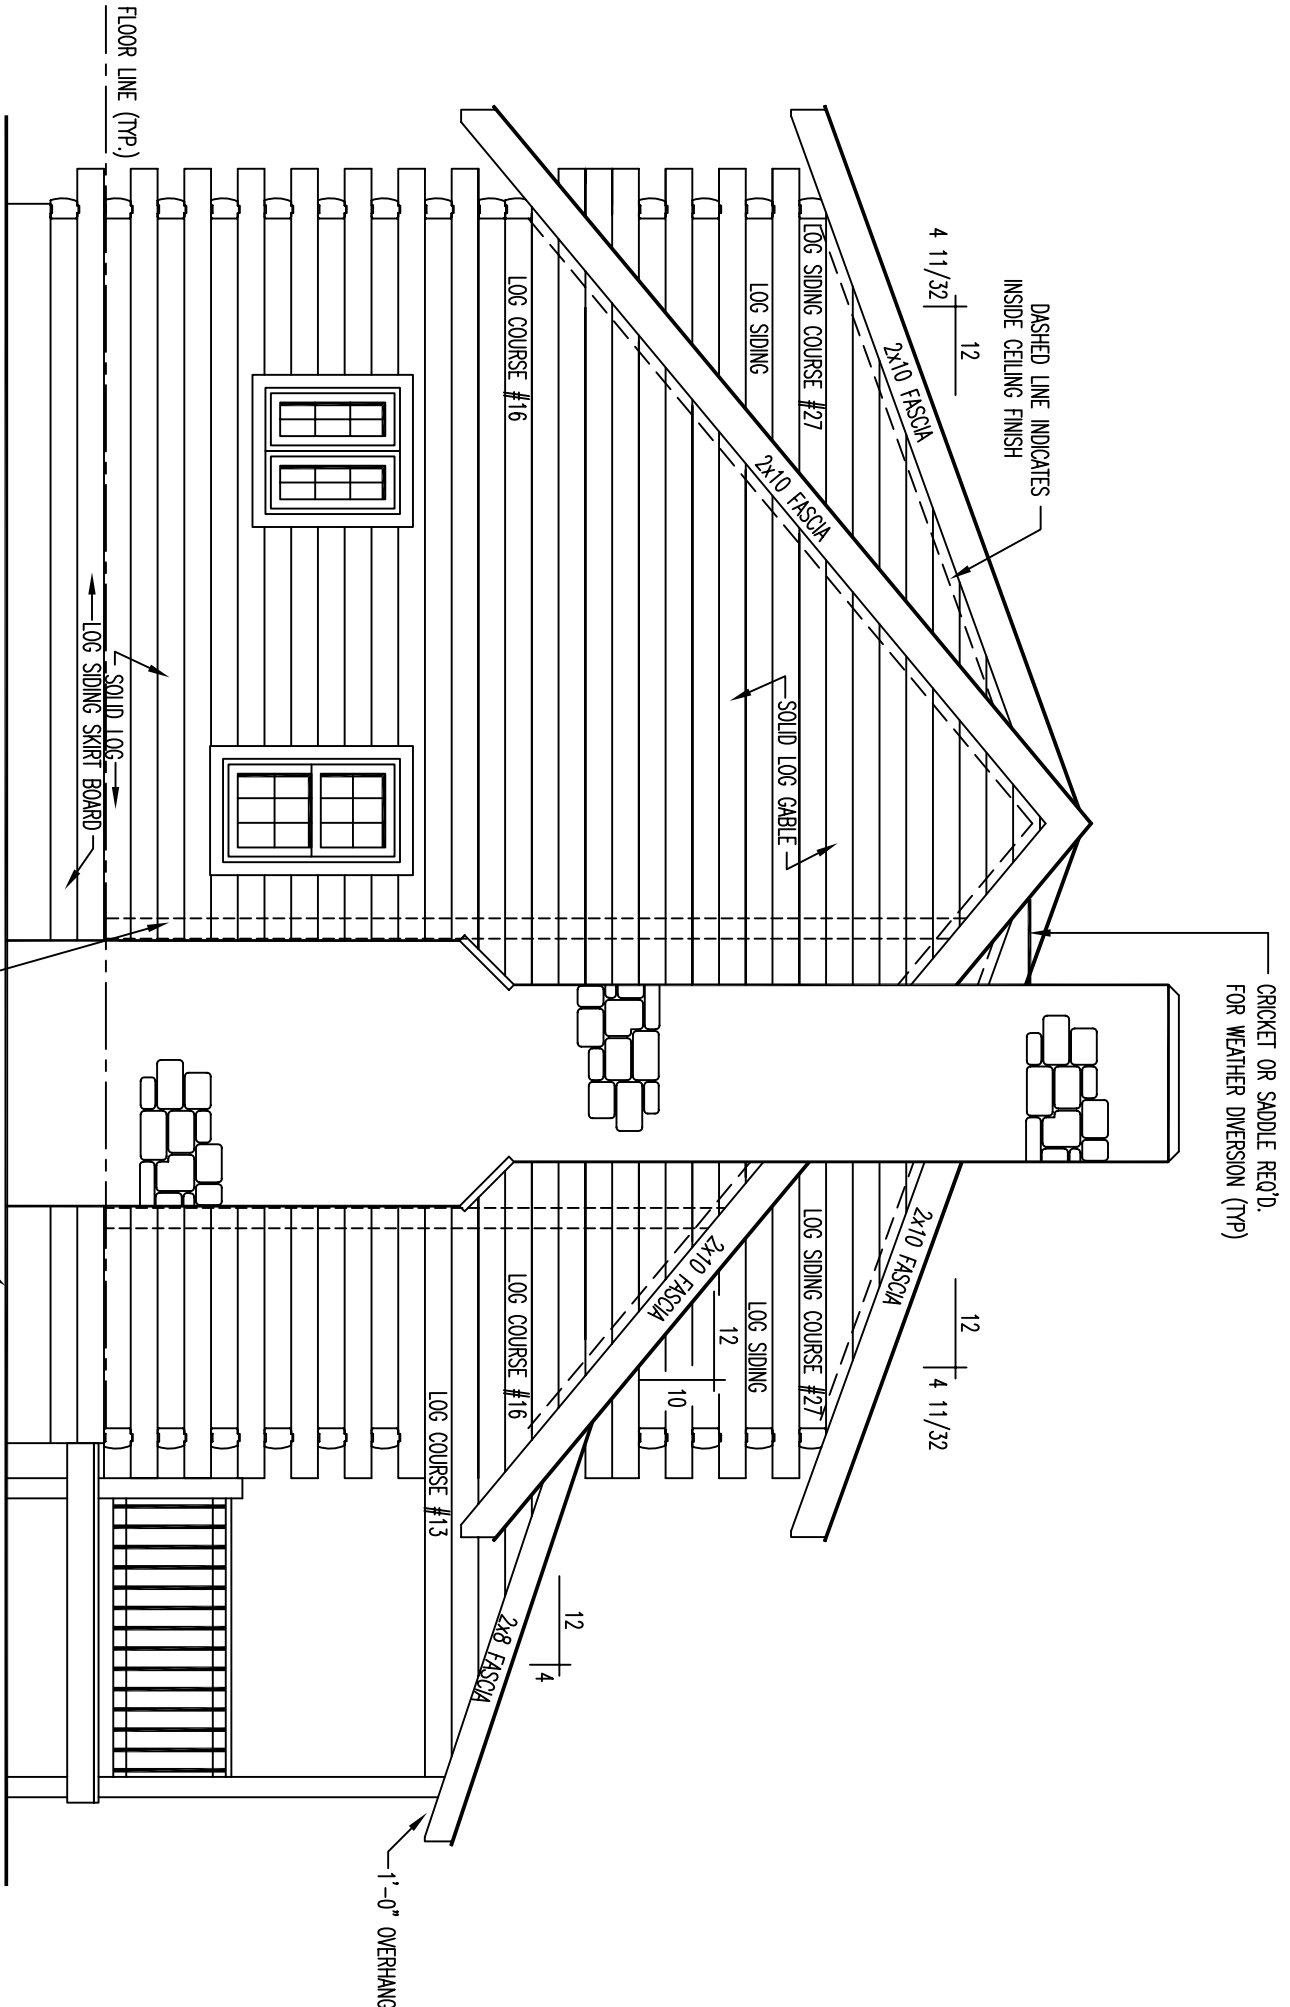 CRICKET OR SADDLE REQ'D.
FOR WEATHER DIVERSION (TYP)
DASHED LINE INDICATES
INSIDE CEILING FINISH
12
4 11/32
12
4 11/32
2x10 FASCIA
2x10 FASCIA
LOG SIDING COURSE #27
LOG SIDING COURSE #27
LOG SIDING
LOG SIDING
2x10 FASCIA
2x10 FASCIA
SOLID LOG GABLE
12
10
12
4
LOG COURSE #16
LOG COURSE #16
2x8 FASCIA
LOG COURSE #13
1'-0" OVERHANG
FLOOR LINE (TYP.)
SOLID LOG
LOG SIDING SKIRT BOARD